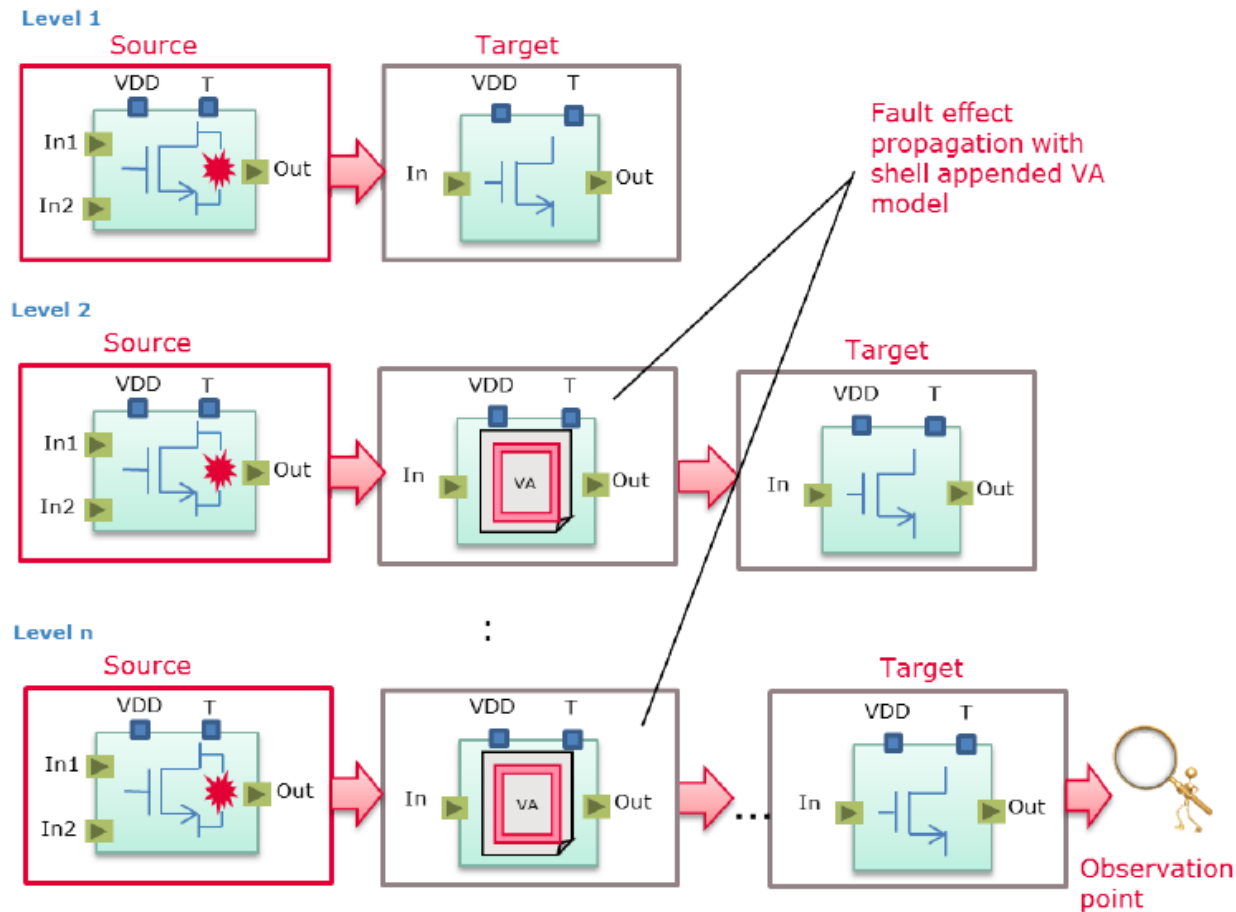 Level 1
Source
Target
VDD T
VDD T
In1
In2
Out
In
Out
Fault effect
propagation with
shell appended VA
model
Level 2
Source
Target
VDD T
VDD T
VDD T
In1
In2
Out
In
VA
Out
In
Out
:
Level n
Source
Target
VDD T
VDD T
VDD T
In1
In2
Out
In
VA
Out
...
In
Out
Observation
point